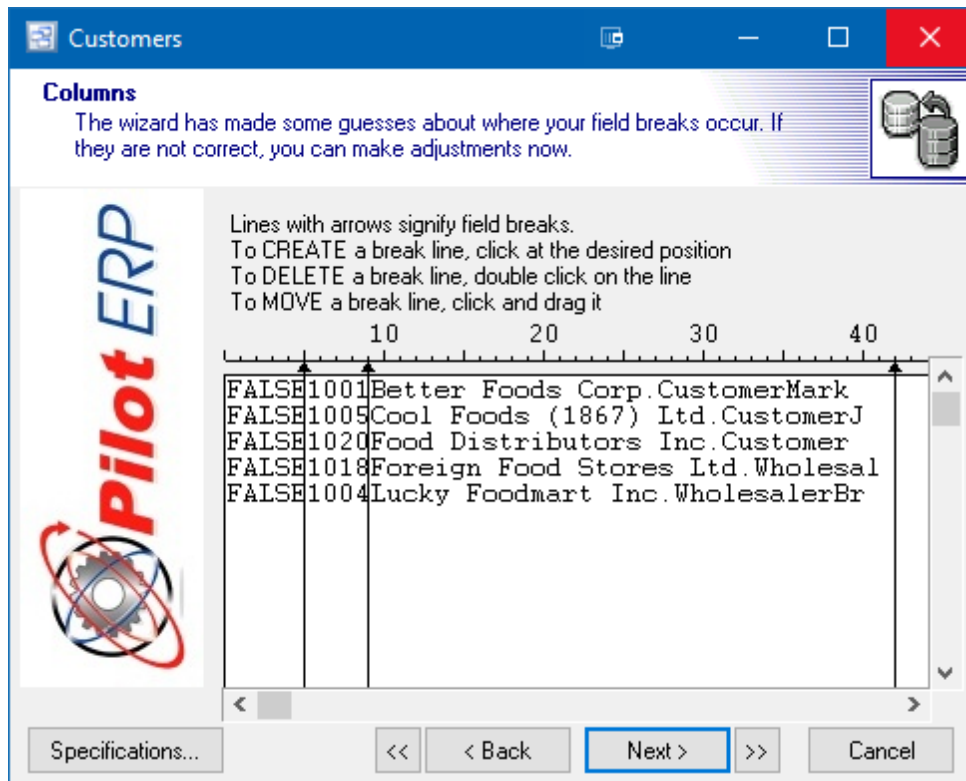 Customers
Columns
The wizard has made some guesses about where your field breaks occur. If
they are not correct, you can make adjustments now.
Pilot ERP
Lines with arrows signify field breaks.
To CREATE a break line, click at the desired position
To DELETE a break line, double click on the line
To MOVE a break line, click and drag it
10 20 30 40
FALSE1001Better Foods Corp.CustomerMark
FALSE1005Cool Foods (1867) Ltd.CustomerJ
FALSE1020Food Distributors Inc.Customer
FALSE1018Foreign Food Stores Ltd.Wholesal
FALSE1004Lucky Foodmart Inc.WholesalerBr
Specifications... << < Back Next > >> Cancel